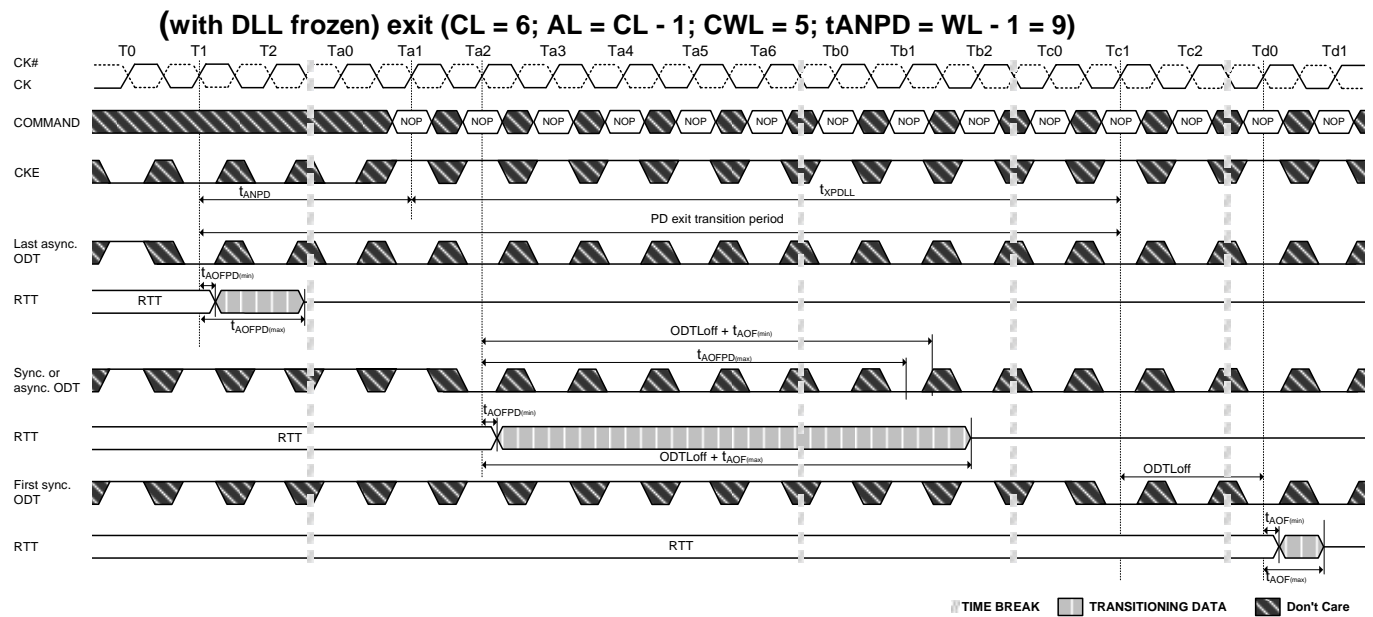 (with DLL frozen) exit (CL = 6; AL = CL - 1; CWL = 5; tANPD = WL - 1 = 9)
T0 T1 T2 Ta0 Ta1 Ta2 Ta3 Ta4 Ta5 Ta6 Tb0 Tb1 Tb2 Tc0 Tc1 Tc2 Td0 Td1
CK#
CK
COMMAND NOP NOP NOP NOP NOP NOP NOP NOP NOP NOP NOP NOP NOP NOP
CKE
tANPD tXPDLL
PD exit transition period
Last async.
ODT
tAOFPD(min)
RTT RTT
tAOFPD(max)
ODTLoff + tAOF(min)
tAOFPD(max)
Sync. or
async. ODT
tAOFPD(min)
RTT RTT
ODTLoff + tAOF(max)
ODTLoff
First sync.
ODT
tAOF(min)
RTT RTT
tAOF(max)
TIME BREAK TRANSITIONING DATA Don't Care